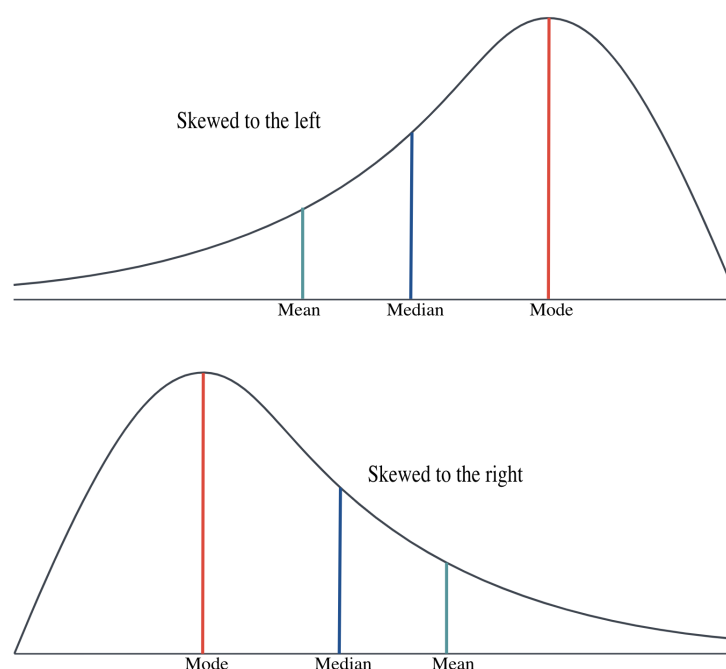 Skewed to the left
Mean Median Mode
Skewed to the right
Mode Median Mean